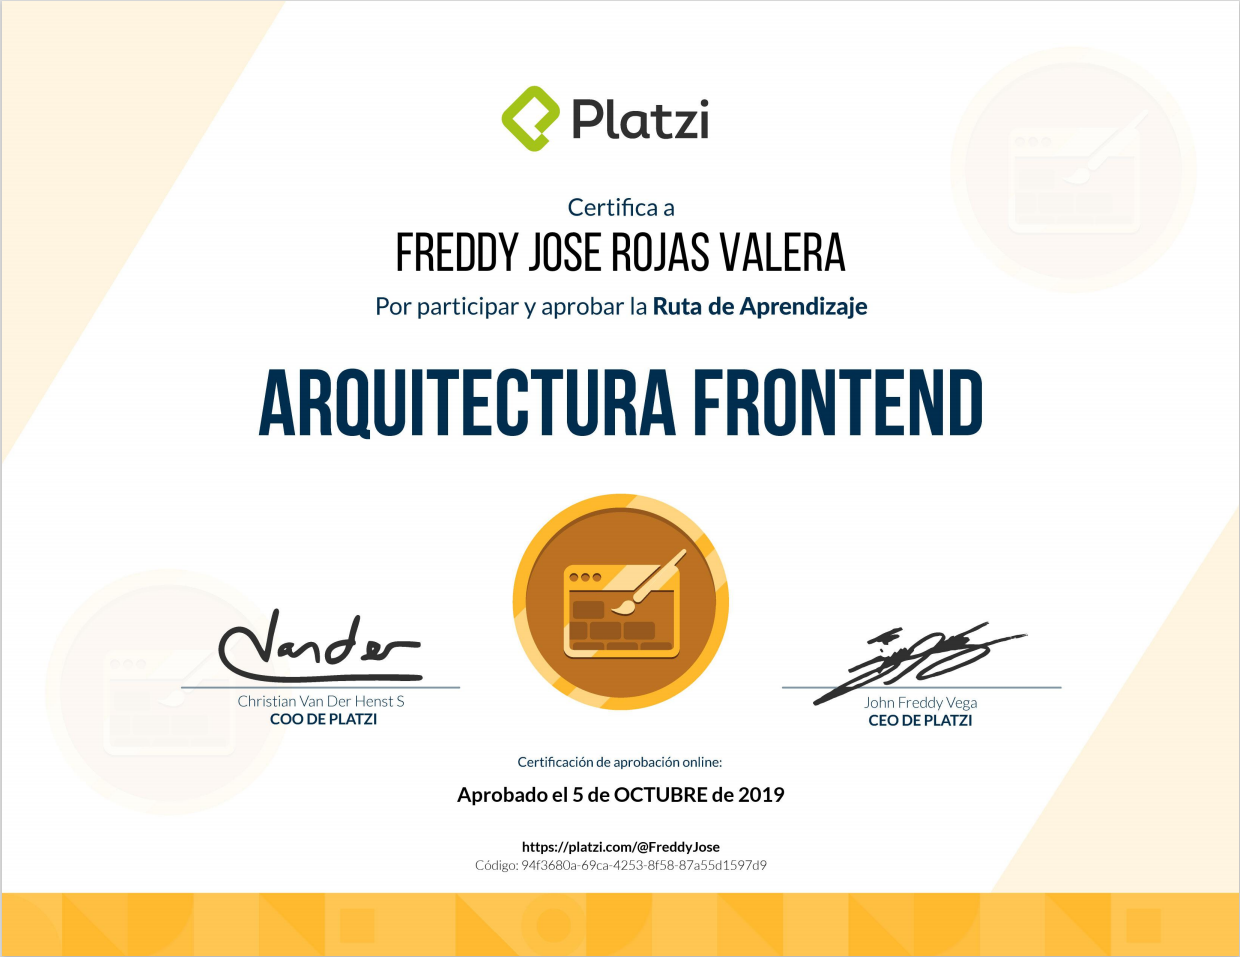 Platzi
Certifica a
FREDDY JOSE ROJAS VALERA
Por participar y aprobar la Ruta de Aprendizaje
ARQUITECTURA FRONTEND
Vander
Christian Van Der Henst S
COO DE PLATZI
John Freddy Vega
CEO DE PLATZI
Certificación de aprobación online:
Aprobado el 5 de OCTUBRE de 2019
https://platzi.com/@FreddyJose
Código: 94f3680a-69ca-4253-8f58-87a55d1597d9